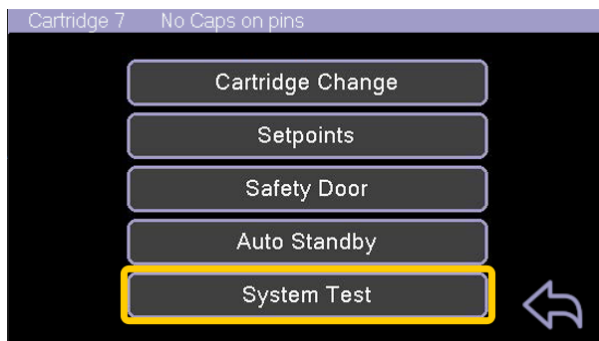 Cartridge 7 No Caps on pins
Cartridge Change
Setpoints
Safety Door
Auto Standby
System Test